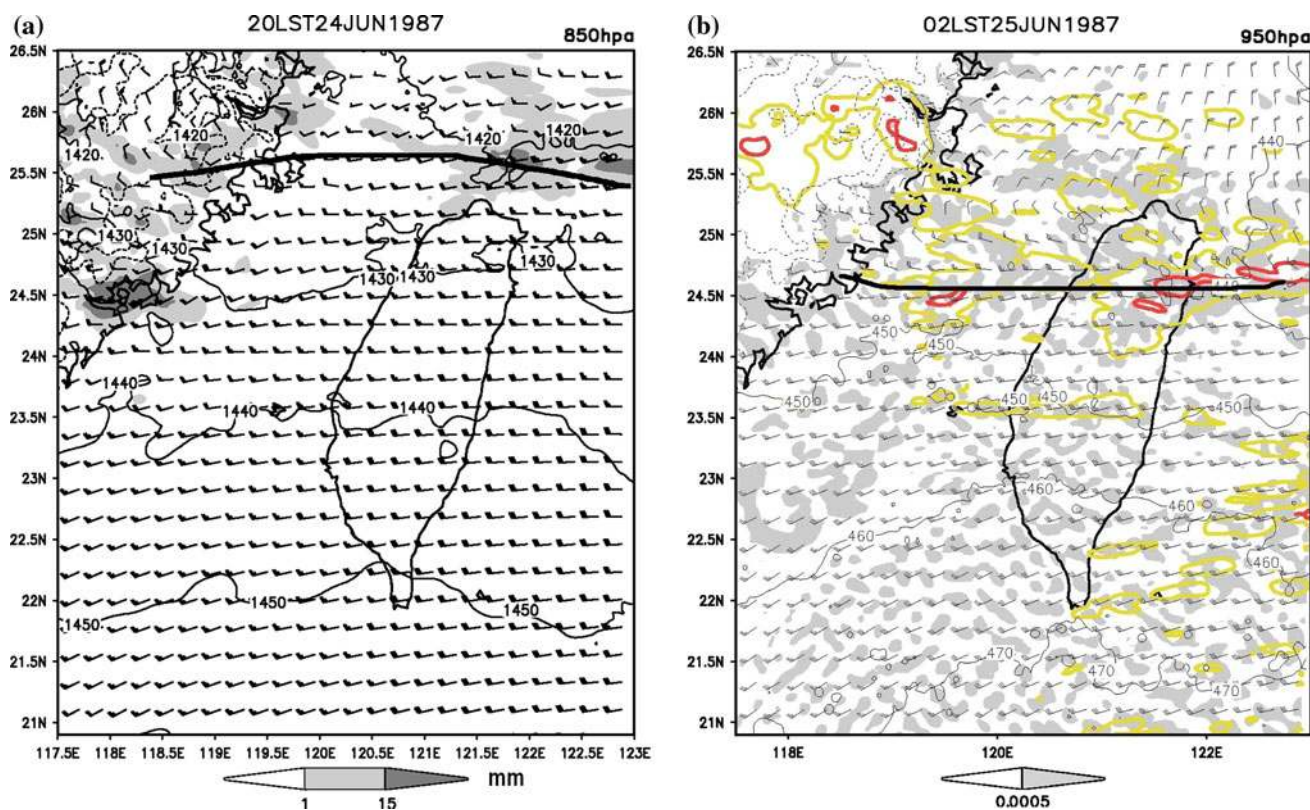 (a) 20LST24JUN1987 850hpa
26.5N
26N
25.5N
25N
24.5N
24N
23.5N
23N
22.5N
22N
21.5N
21N
117.5E 118E 118.5E 119E 119.5E 120E 120.5E 121E 121.5E 122E 122.5E 123E
1420 1420 1420 1420
1430 1430 1430 1430 1430
1440 1440 1440
1450 1450 1450
1 15 mm
(b) 02LST25JUN1987 950hpa
26.5N
26N
25.5N
25N
24.5N
24N
23.5N
23N
22.5N
22N
21.5N
21N
118E 120E 122E
440 440
450 450 450 450 450 450
460 460 460 460
470 470 470
0.0005